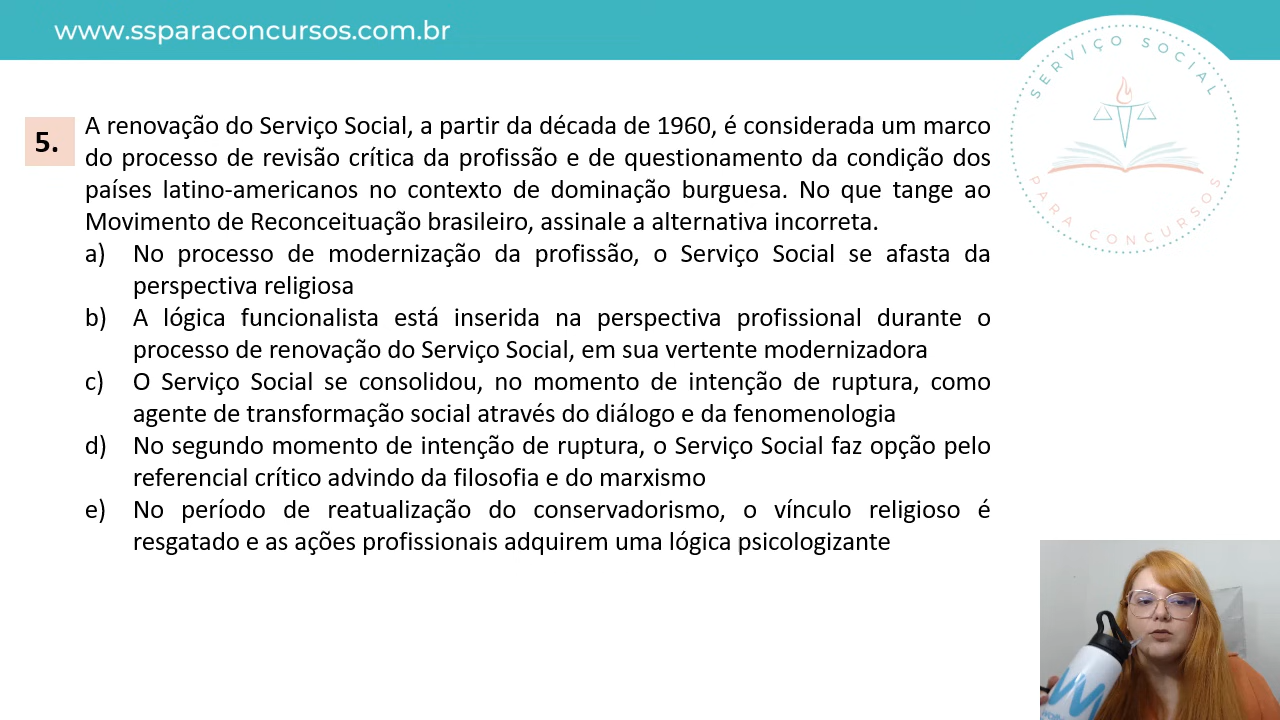 www.ssparaconcursos.com.br
SERVIÇO SOCIAL
PARA CONCURSOS
5.
A renovação do Serviço Social, a partir da década de 1960, é considerada um marco
do processo de revisão crítica da profissão e de questionamento da condição dos
países latino-americanos no contexto de dominação burguesa. No que tange ao
Movimento de Reconceituação brasileiro, assinale a alternativa incorreta.
a) No processo de modernização da profissão, o Serviço Social se afasta da
perspectiva religiosa
b) A lógica funcionalista está inserida na perspectiva profissional durante o
processo de renovação do Serviço Social, em sua vertente modernizadora
c) O Serviço Social se consolidou, no momento de intenção de ruptura, como
agente de transformação social através do diálogo e da fenomenologia
d) No segundo momento de intenção de ruptura, o Serviço Social faz opção pelo
referencial crítico advindo da filosofia e do marxismo
e) No período de reatualização do conservadorismo, o vínculo religioso é
resgatado e as ações profissionais adquirem uma lógica psicologizante